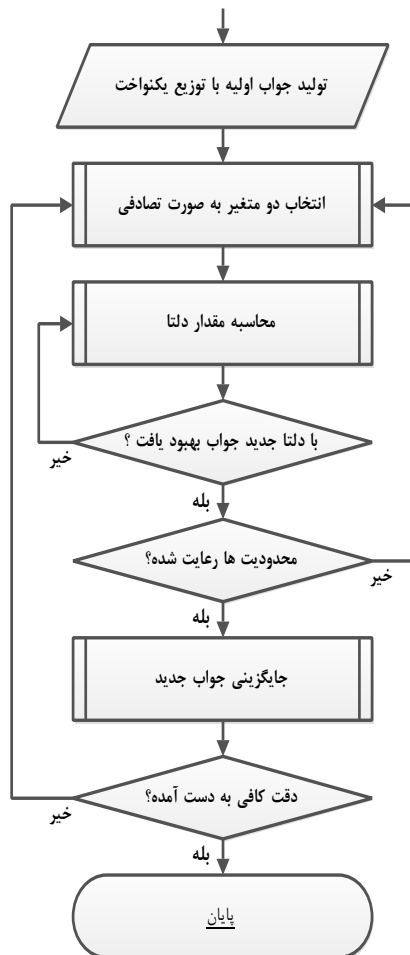 تولید جواب اولیه با توزیع یکنواخت
انتخاب دو متغیر به صورت تصادفی
محاسبه مقدار دلتا
با دلتا جدید جواب بهبود یافت ؟
خیر
بله
محدودیت ها رعایت شده؟
خیر
بله
جایگزینی جواب جدید
دقت کافی به دست آمده؟
خیر
بله
پایان